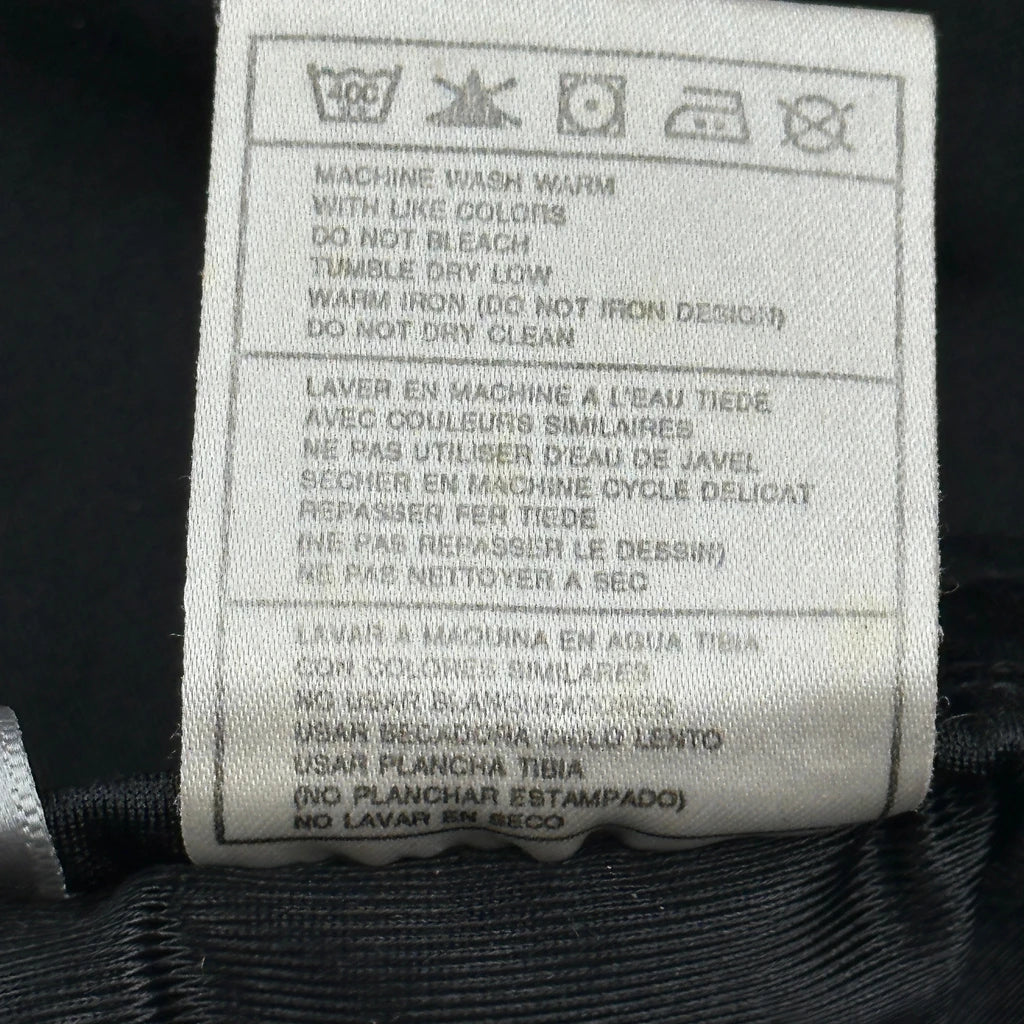 40C
MACHINE WASH WARM
WITH LIKE COLORS
DO NOT BLEACH
TUMBLE DRY LOW
WARM IRON (DO NOT IRON DESIGN)
DO NOT DRY CLEAN
LAVER EN MACHINE A L'EAU TIEDE
AVEC COULEURS SIMILAIRES
NE PAS UTILISER D'EAU DE JAVEL
SECHER EN MACHINE CYCLE DELICAT
REPASSER FER TIEDE
(NE PAS REPASSER LE DESSIN)
NE PAS NETTOYER A SEC
LAVAR A MAQUINA EN AGUA TIBIA
CON COLORES SIMILARES
NO USAR
USAR SECADORA CICLO LENTO
USAR PLANCHA TIBIA
(NO PLANCHAR ESTAMPADO)
NO LAVAR EN SECO